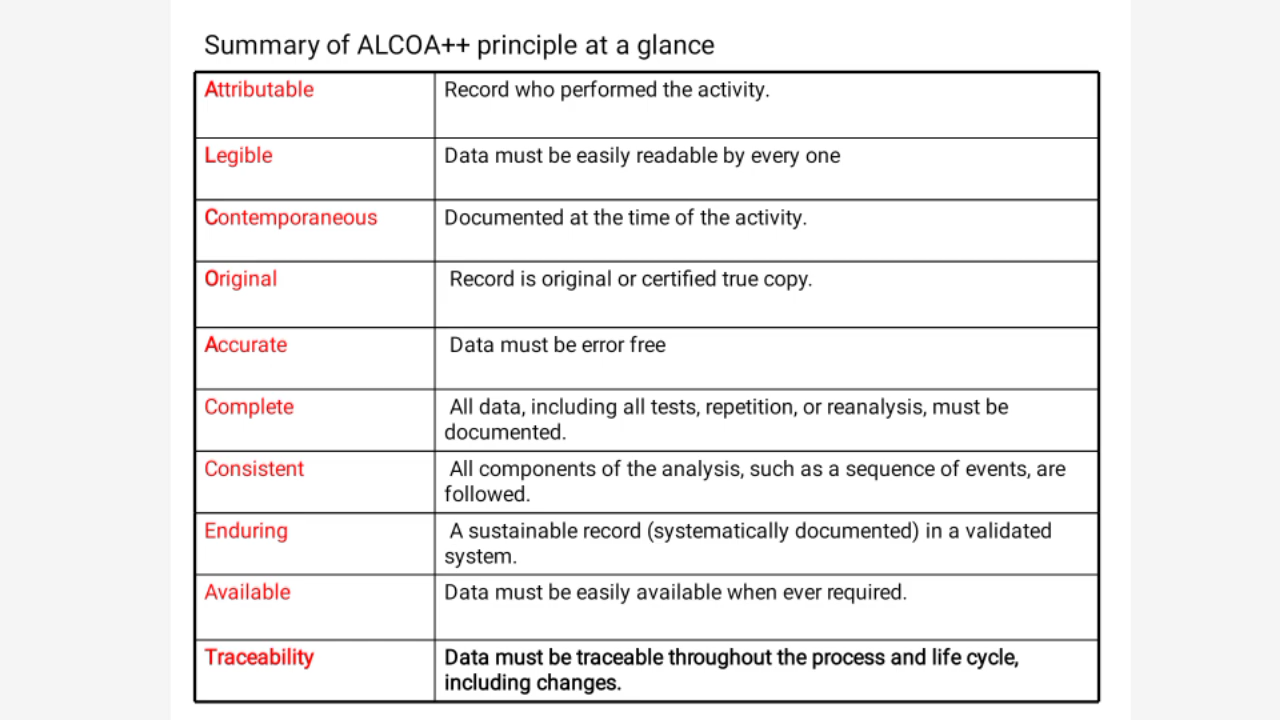 Summary of ALCOA++ principle at a glance
Attributable
Record who performed the activity.
Legible
Data must be easily readable by every one
Contemporaneous
Documented at the time of the activity.
Original
Record is original or certified true copy.
Accurate
Data must be error free
Complete
All data, including all tests, repetition, or reanalysis, must be
documented.
Consistent
All components of the analysis, such as a sequence of events, are
followed.
Enduring
A sustainable record (systematically documented) in a validated
system.
Available
Data must be easily available when ever required.
Traceability
Data must be traceable throughout the process and life cycle,
including changes.